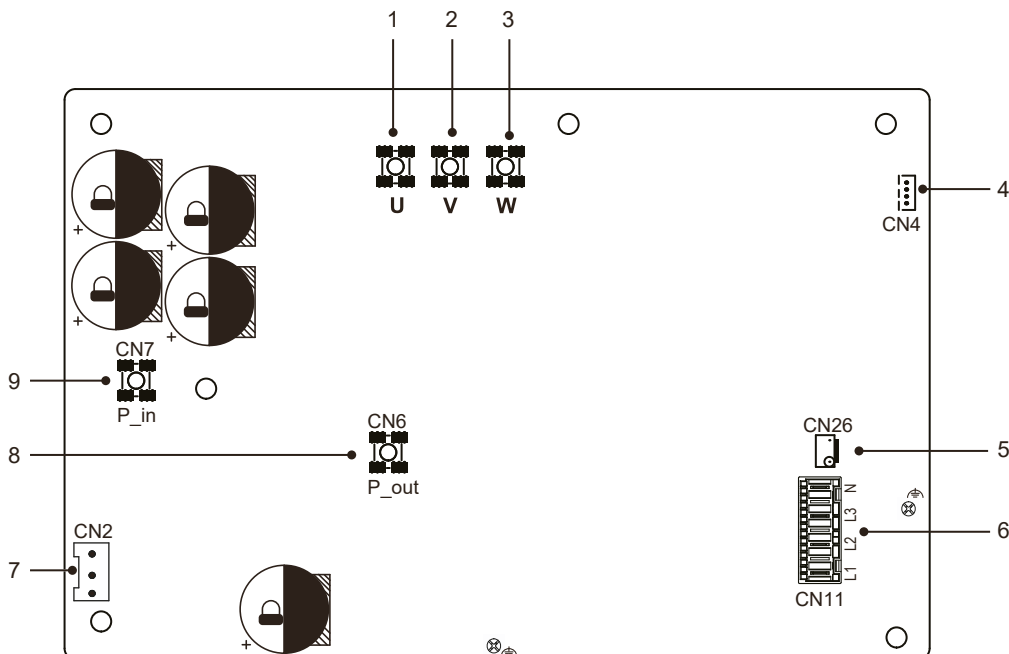 1 2 3
U V W
4
CN4
+ +
+ +
CN7
9
P_in
CN6
8
P_out
CN26
5
N
L3
6
L2
L1
CN11
CN2
7
+